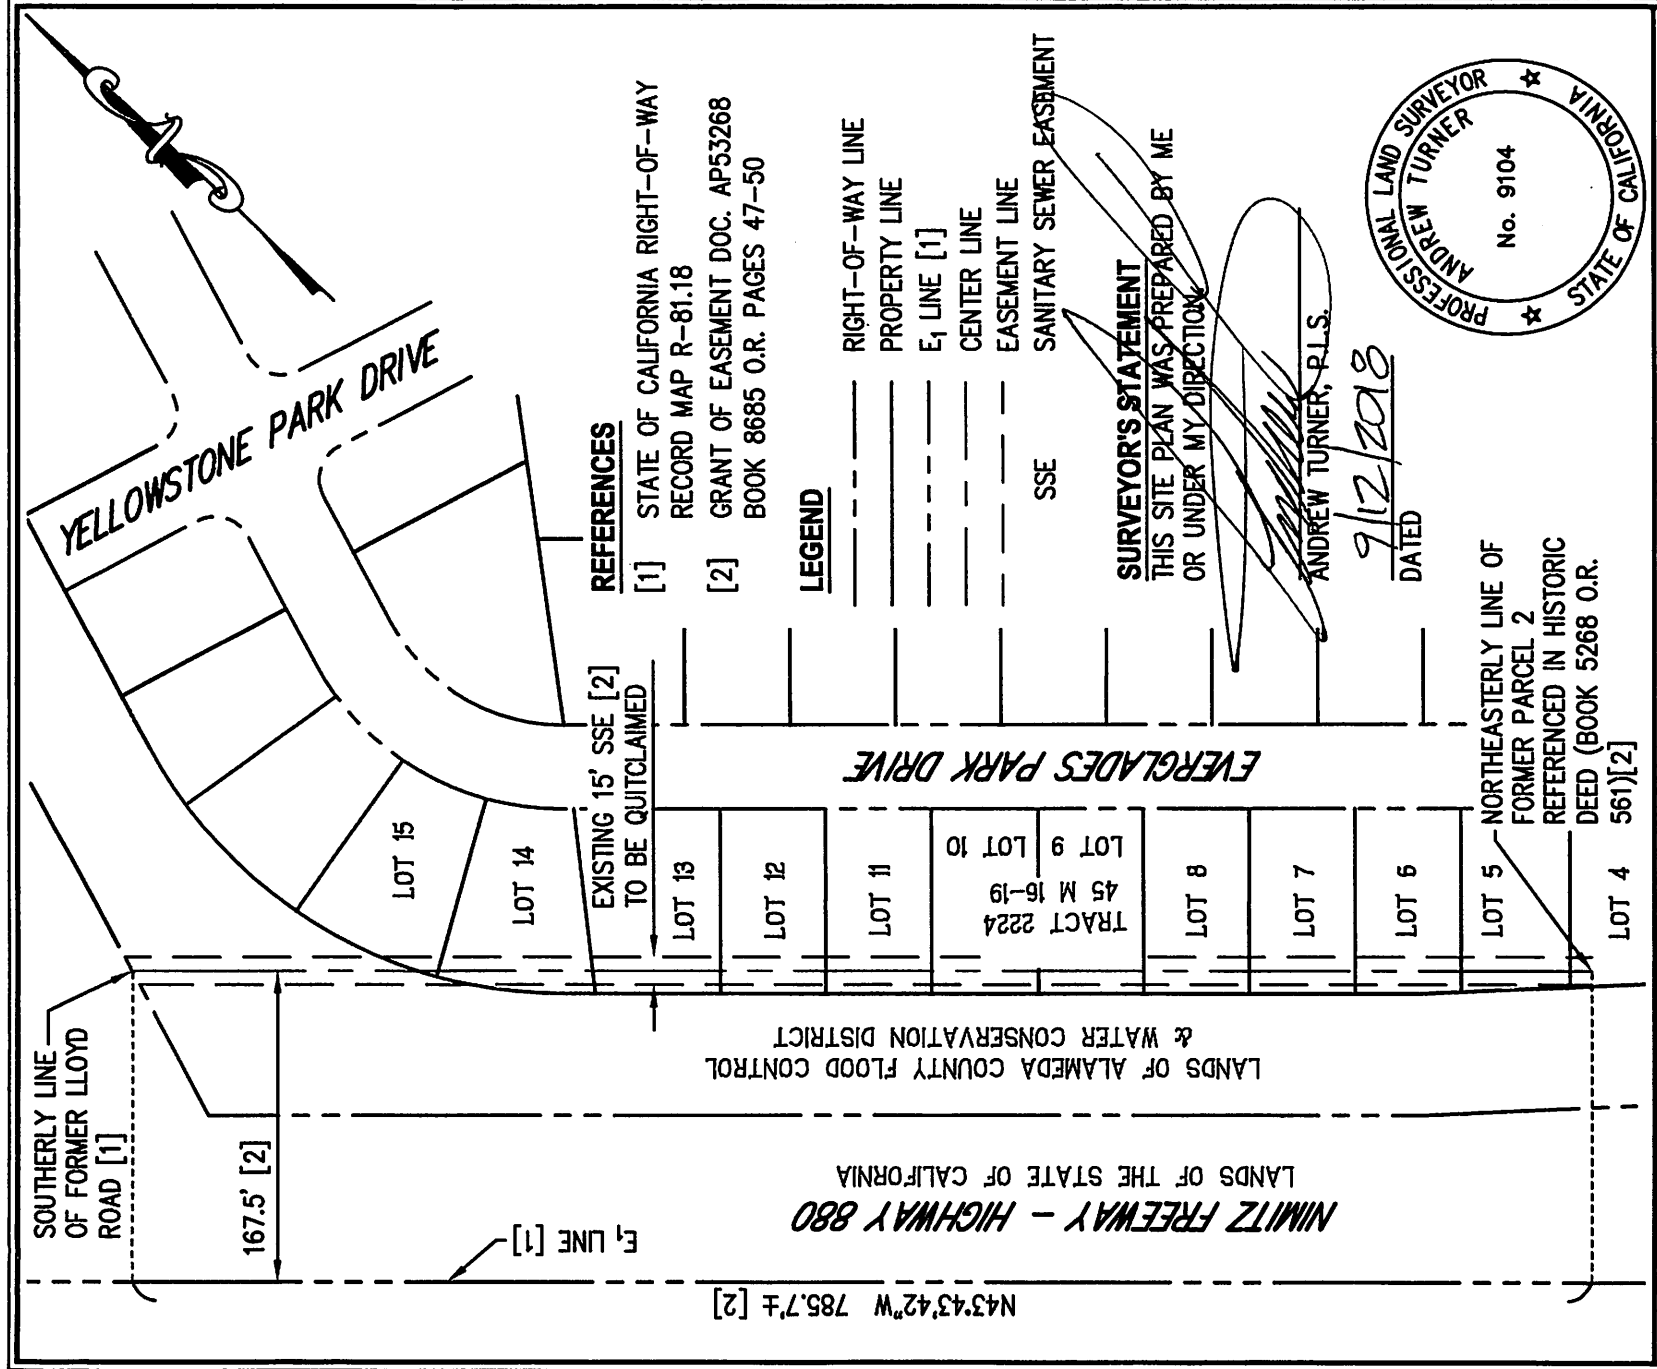 SOUTHERLY LINE
OF FORMER LLOYD
ROAD [1]
167.5' [2]
YELLOWSTONE PARK DRIVE
REFERENCES
[1] STATE OF CALIFORNIA RIGHT-OF-WAY
RECORD MAP R-81.18
[2] GRANT OF EASEMENT DOC. AP53268
BOOK 8685 O.R. PAGES 47-50
LEGEND
RIGHT-OF-WAY LINE
PROPERTY LINE
E1 LINE [1]
CENTER LINE
EASEMENT LINE
SSE SANITARY SEWER EASEMENT
SURVEYOR'S STATEMENT
THIS SITE PLAN WAS PREPARED BY ME
OR UNDER MY DIRECTION
ANDREW TURNER, P.L.S.
9/12/2018
DATED
PROFESSIONAL LAND SURVEYOR
ANDREW TURNER
No. 9104
STATE OF CALIFORNIA
EXISTING 15' SSE [2]
TO BE QUITCLAIMED
LOT 15
LOT 14
LOT 13
LOT 12
LOT 11
LOT 10
LOT 9
TRACT 2224
45 M 16-19
LOT 8
LOT 7
LOT 6
LOT 5
LOT 4
EVERGLADES PARK DRIVE
NORTHEASTERLY LINE OF
FORMER PARCEL 2
REFERENCED IN HISTORIC
DEED (BOOK 5268 O.R.
561)[2]
LANDS OF ALAMEDA COUNTY FLOOD CONTROL
& WATER CONSERVATION DISTRICT
NIMITZ FREEWAY - HIGHWAY 880
LANDS OF THE STATE OF CALIFORNIA
E1 LINE [1]
N43°43'42"W 785.7'± [2]